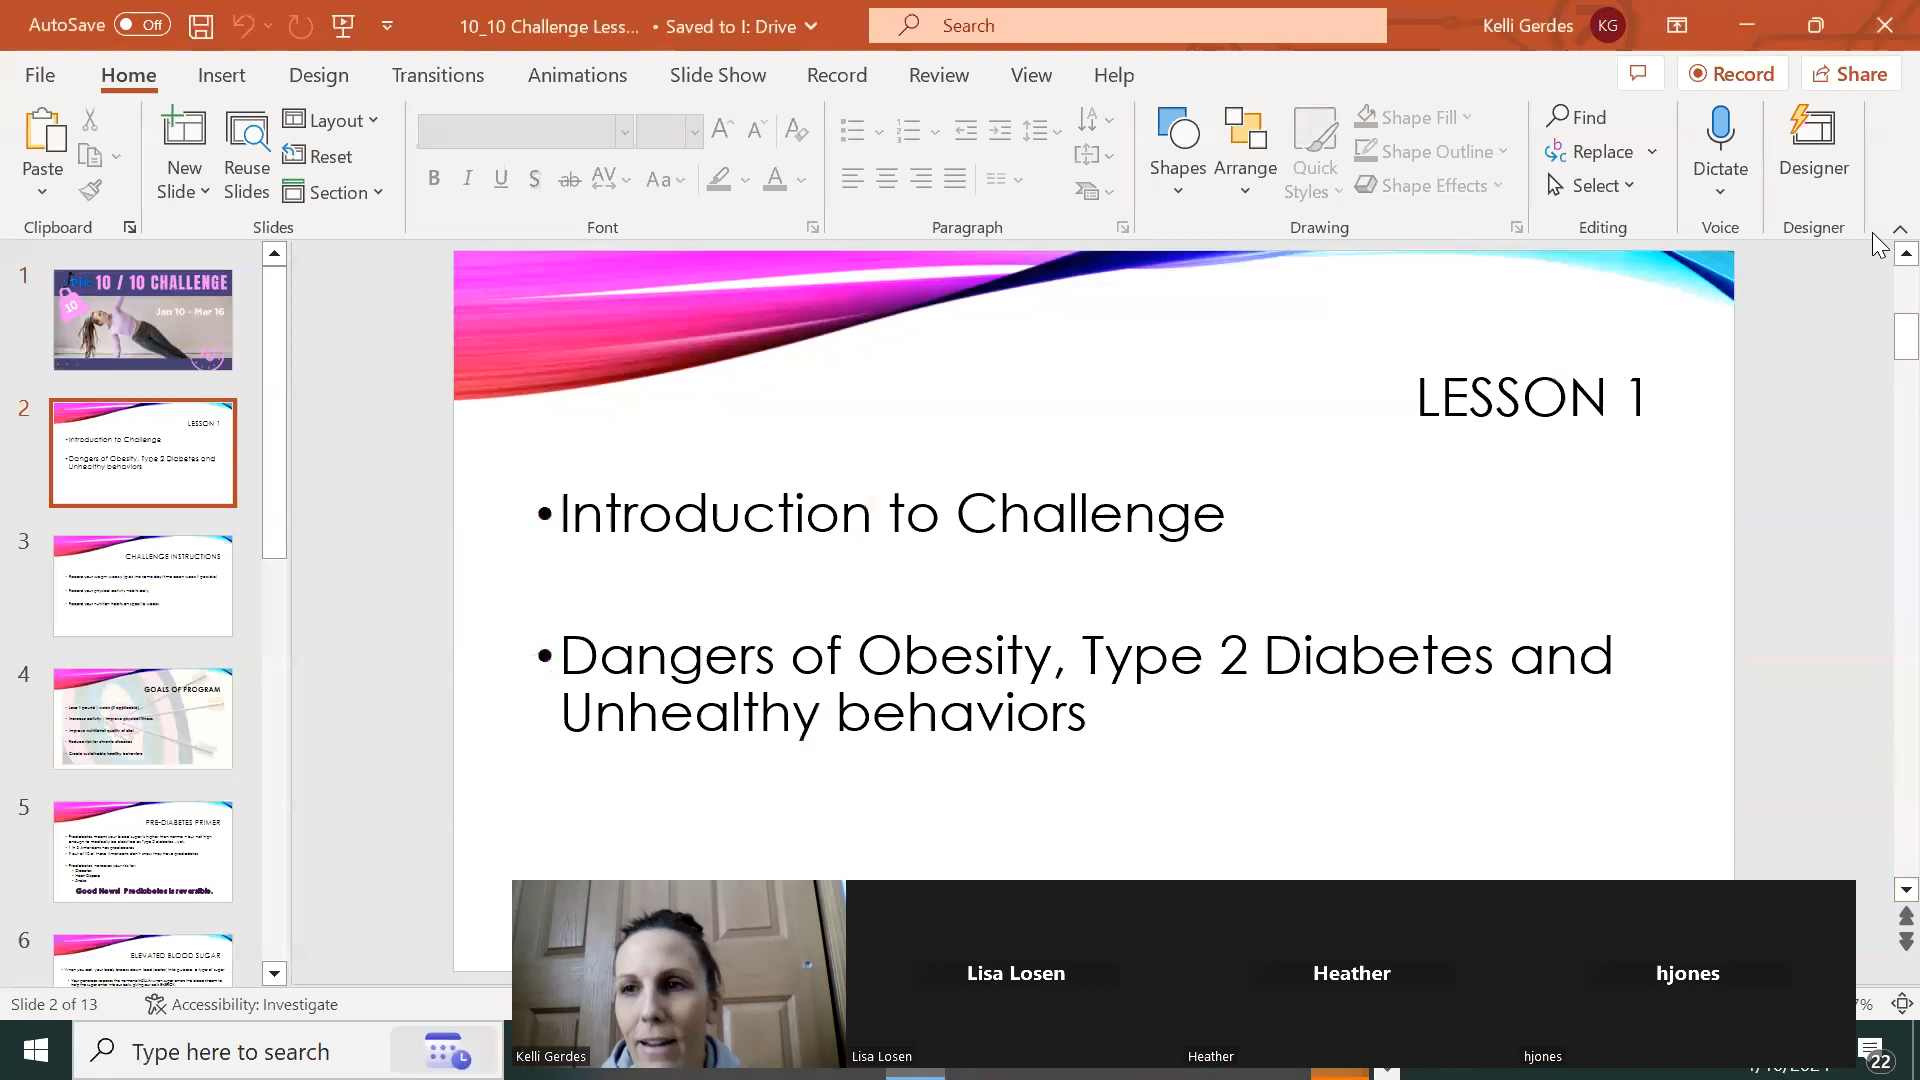 AutoSave Off
10_10 Challenge Less... • Saved to I: Drive
Search
Kelli Gerdes KG
File Home Insert Design Transitions Animations Slide Show Record Review View Help
Record Share
Paste
New Slide
Reuse Slides
Layout
Reset
Section
B I U S ab AV Aa A
Shapes
Arrange
Quick Styles
Shape Fill
Shape Outline
Shape Effects
Find
Replace
Select
Dictate
Designer
Clipboard Slides Font Paragraph Drawing Editing Voice Designer
1
10 / 10 CHALLENGE
10
Jan 10 - Mar 16
2
LESSON 1
•Introduction to Challenge
•Dangers of Obesity, Type 2 Diabetes and
Unhealthy behaviors
3
CHALLENGE INSTRUCTIONS
4
GOALS OF PROGRAM
5
PRE-DIABETES PRIMER
Good News! Prediabetes is reversible.
6
ELEVATED BLOOD SUGAR
LESSON 1
•Introduction to Challenge
•Dangers of Obesity, Type 2 Diabetes and
Unhealthy behaviors
Lisa Losen
Heather
hjones
Kelli Gerdes
Lisa Losen
Heather
hjones
Slide 2 of 13
Accessibility: Investigate
Type here to search
22